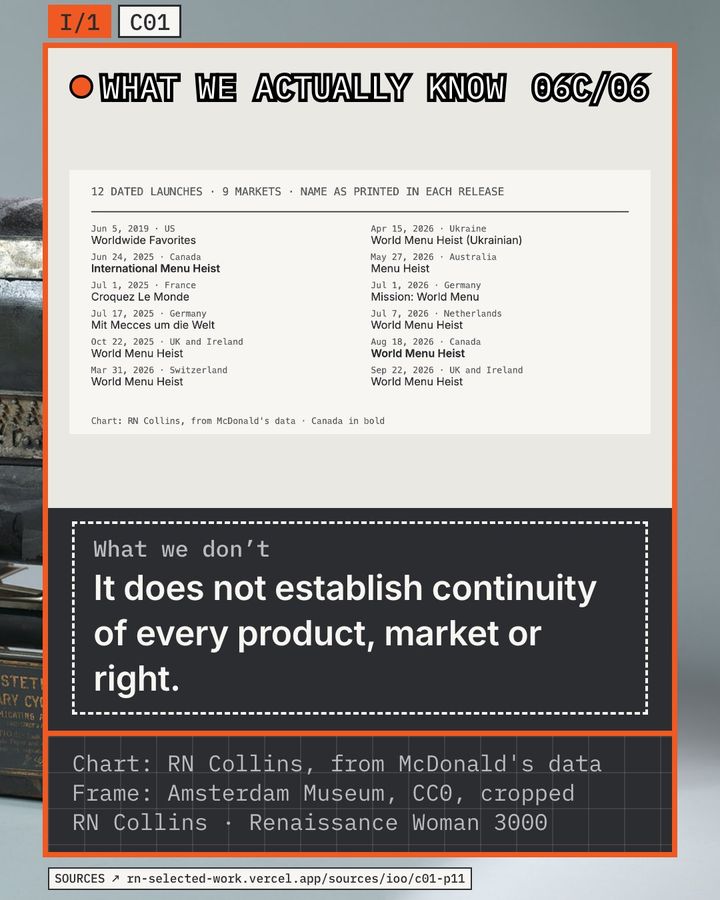 I/1 C01
WHAT WE ACTUALLY KNOW 06C/06
12 DATED LAUNCHES · 9 MARKETS · NAME AS PRINTED IN EACH RELEASE
Jun 5, 2019 · US
Worldwide Favorites
Jun 24, 2025 · Canada
International Menu Heist
Jul 1, 2025 · France
Croquez Le Monde
Jul 17, 2025 · Germany
Mit Mecces um die Welt
Oct 22, 2025 · UK and Ireland
World Menu Heist
Mar 31, 2026 · Switzerland
World Menu Heist
Apr 15, 2026 · Ukraine
World Menu Heist (Ukrainian)
May 27, 2026 · Australia
Menu Heist
Jul 1, 2026 · Germany
Mission: World Menu
Jul 7, 2026 · Netherlands
World Menu Heist
Aug 18, 2026 · Canada
World Menu Heist
Sep 22, 2026 · UK and Ireland
World Menu Heist
Chart: RN Collins, from McDonald's data · Canada in bold
What we don’t
It does not establish continuity
of every product, market or
right.
Chart: RN Collins, from McDonald's data
Frame: Amsterdam Museum, CC0, cropped
RN Collins · Renaissance Woman 3000
SOURCES ↗ rn-selected-work.vercel.app/sources/ioo/c01-p11